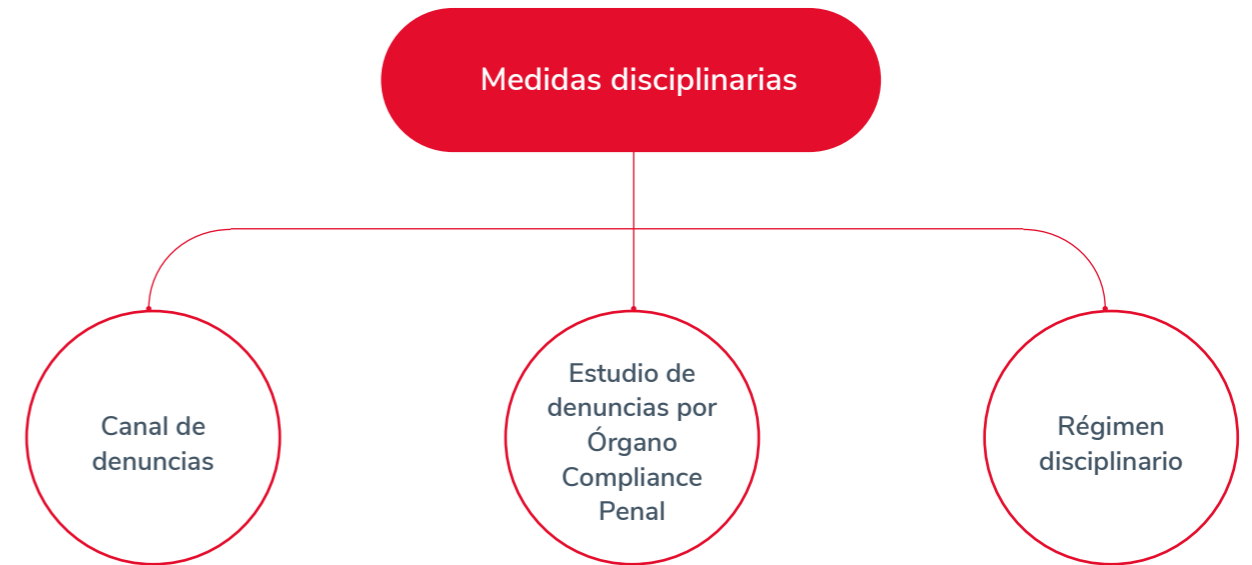 Medidas disciplinarias
Canal de
denuncias
Estudio de
denuncias por
Órgano
Compliance
Penal
Régimen
disciplinario